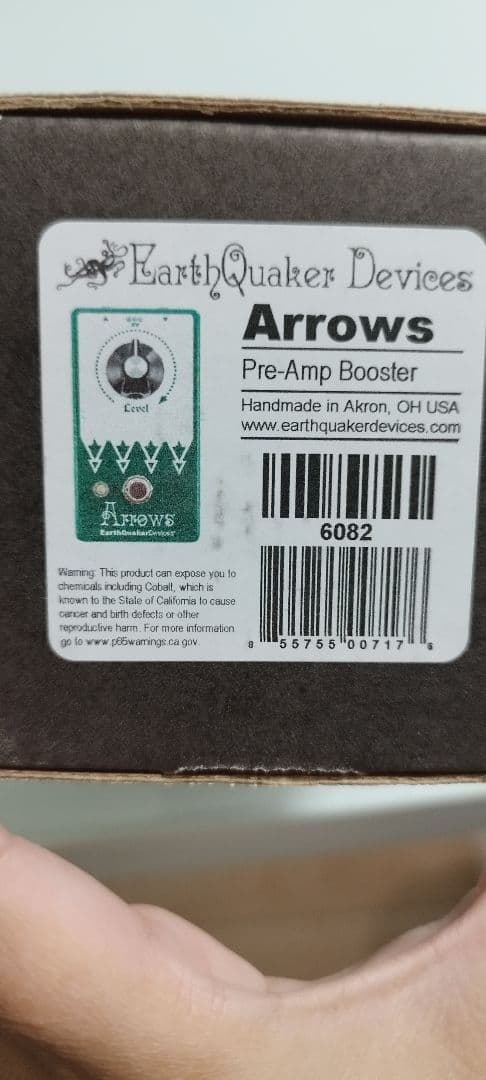 EarthQuaker Devices
Arrows
Pre-Amp Booster
Handmade in Akron, OH USA
www.earthquakerdevices.com
Level
Arrows
EarthQuaker Devices
6082
Warning: This product can expose you to
chemicals including Cobalt, which is
known to the State of California to cause
cancer and birth defects or other
reproductive harm. For more information
go to www.p65warnings.ca.gov.
8 55755 00717 6